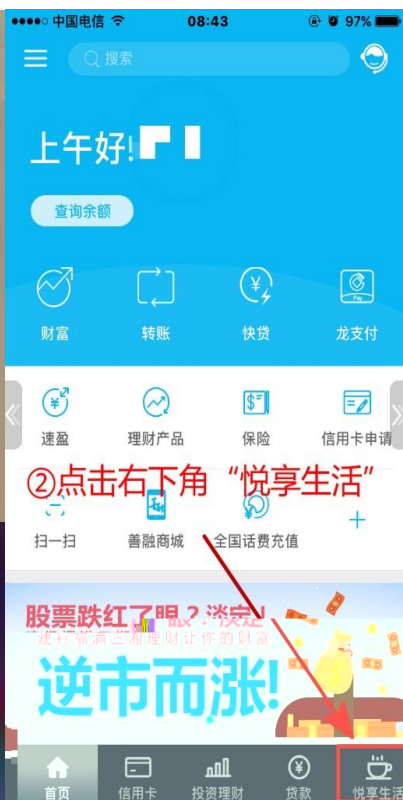 中国电信 08:43 97%
搜索
上午好!
查询余额
财富 转账 快贷 龙支付
速盈 理财产品 保险 信用卡申请
②点击右下角“悦享生活”
扫一扫 善融商城 全国话费充值
股票跌红了眼？淡定！
逆市而涨!
首页 信用卡 投资理财 贷款 悦享生活